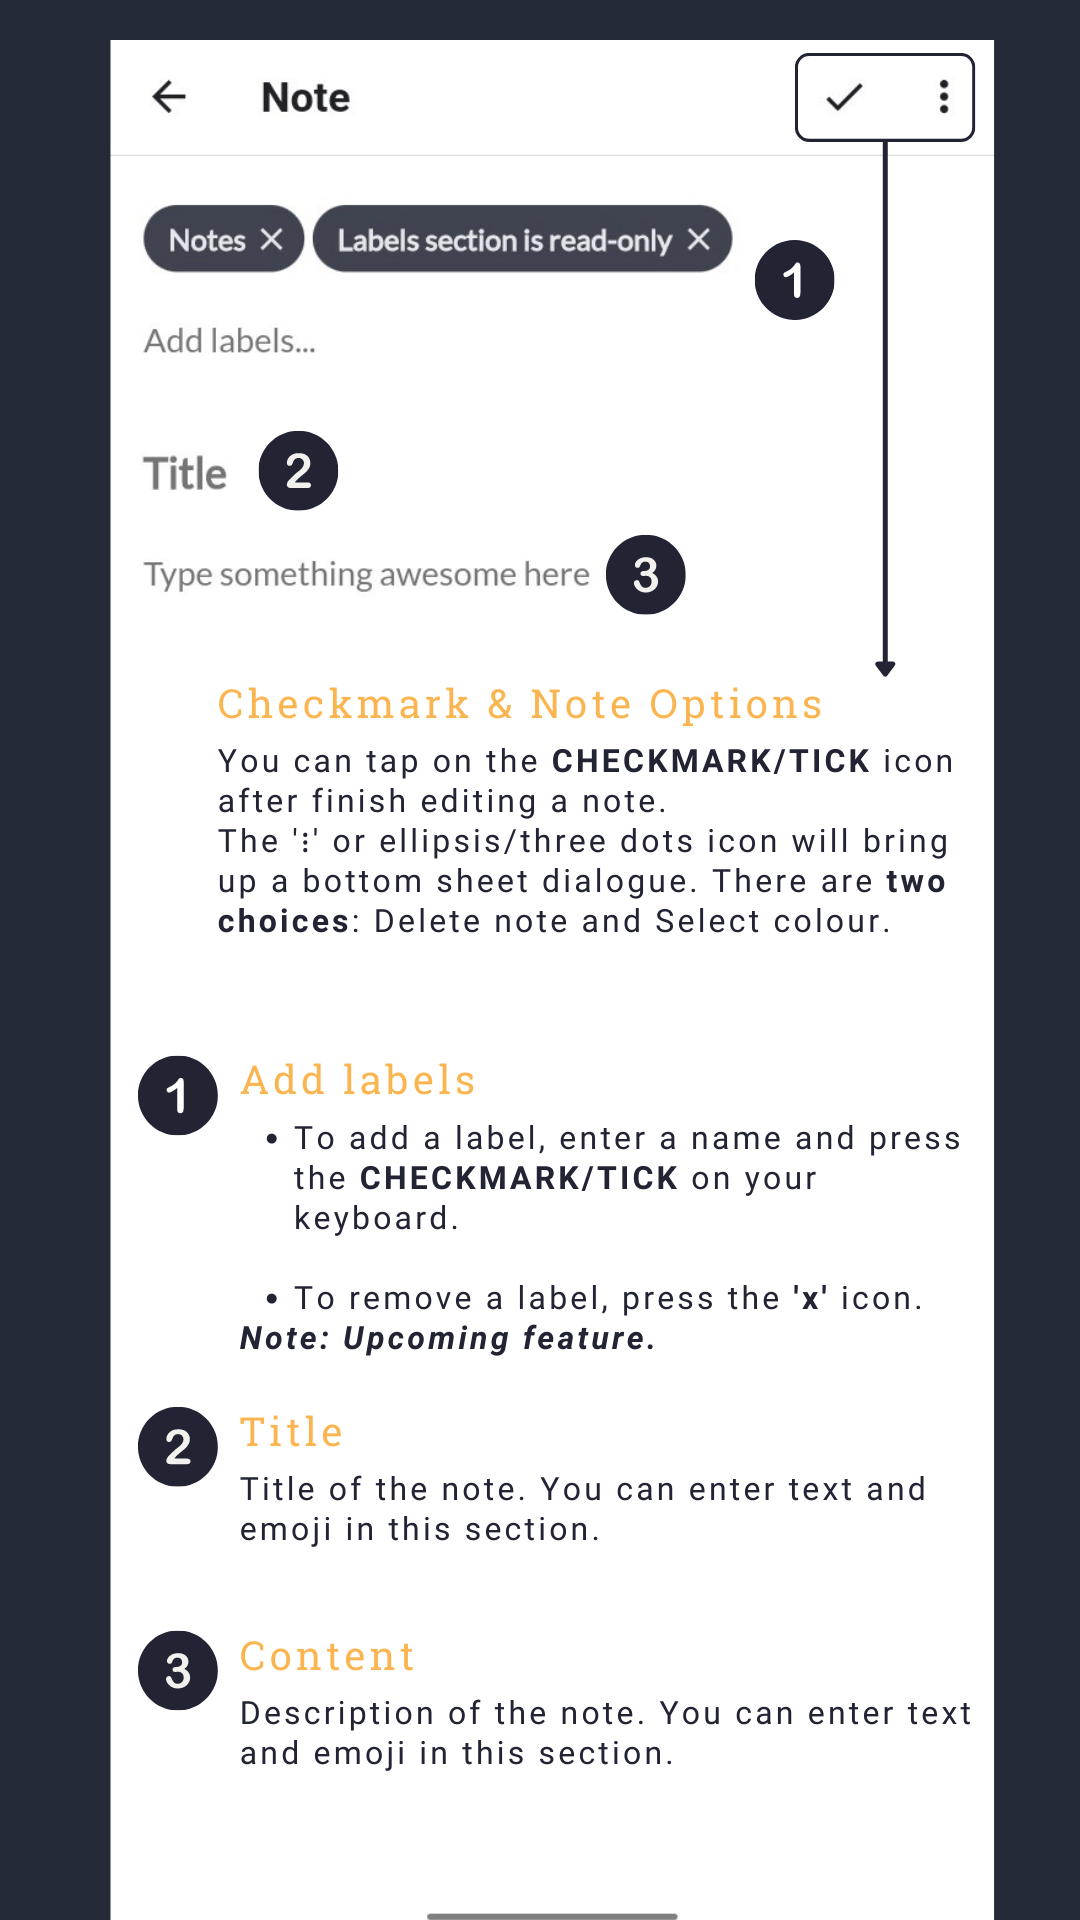 Note
Notes
Labels section is read-only
1
Add labels...
Title
2
Type something awesome here
3
Checkmark & Note Options
You can tap on the CHECKMARK/TICK icon
after finish editing a note.
The '⋮' or ellipsis/three dots icon will bring
up a bottom sheet dialogue. There are two
choices: Delete note and Select colour.
1
Add labels
• To add a label, enter a name and press
the CHECKMARK/TICK on your
keyboard.
• To remove a label, press the 'x' icon.
Note: Upcoming feature.
2
Title
Title of the note. You can enter text and
emoji in this section.
3
Content
Description of the note. You can enter text
and emoji in this section.